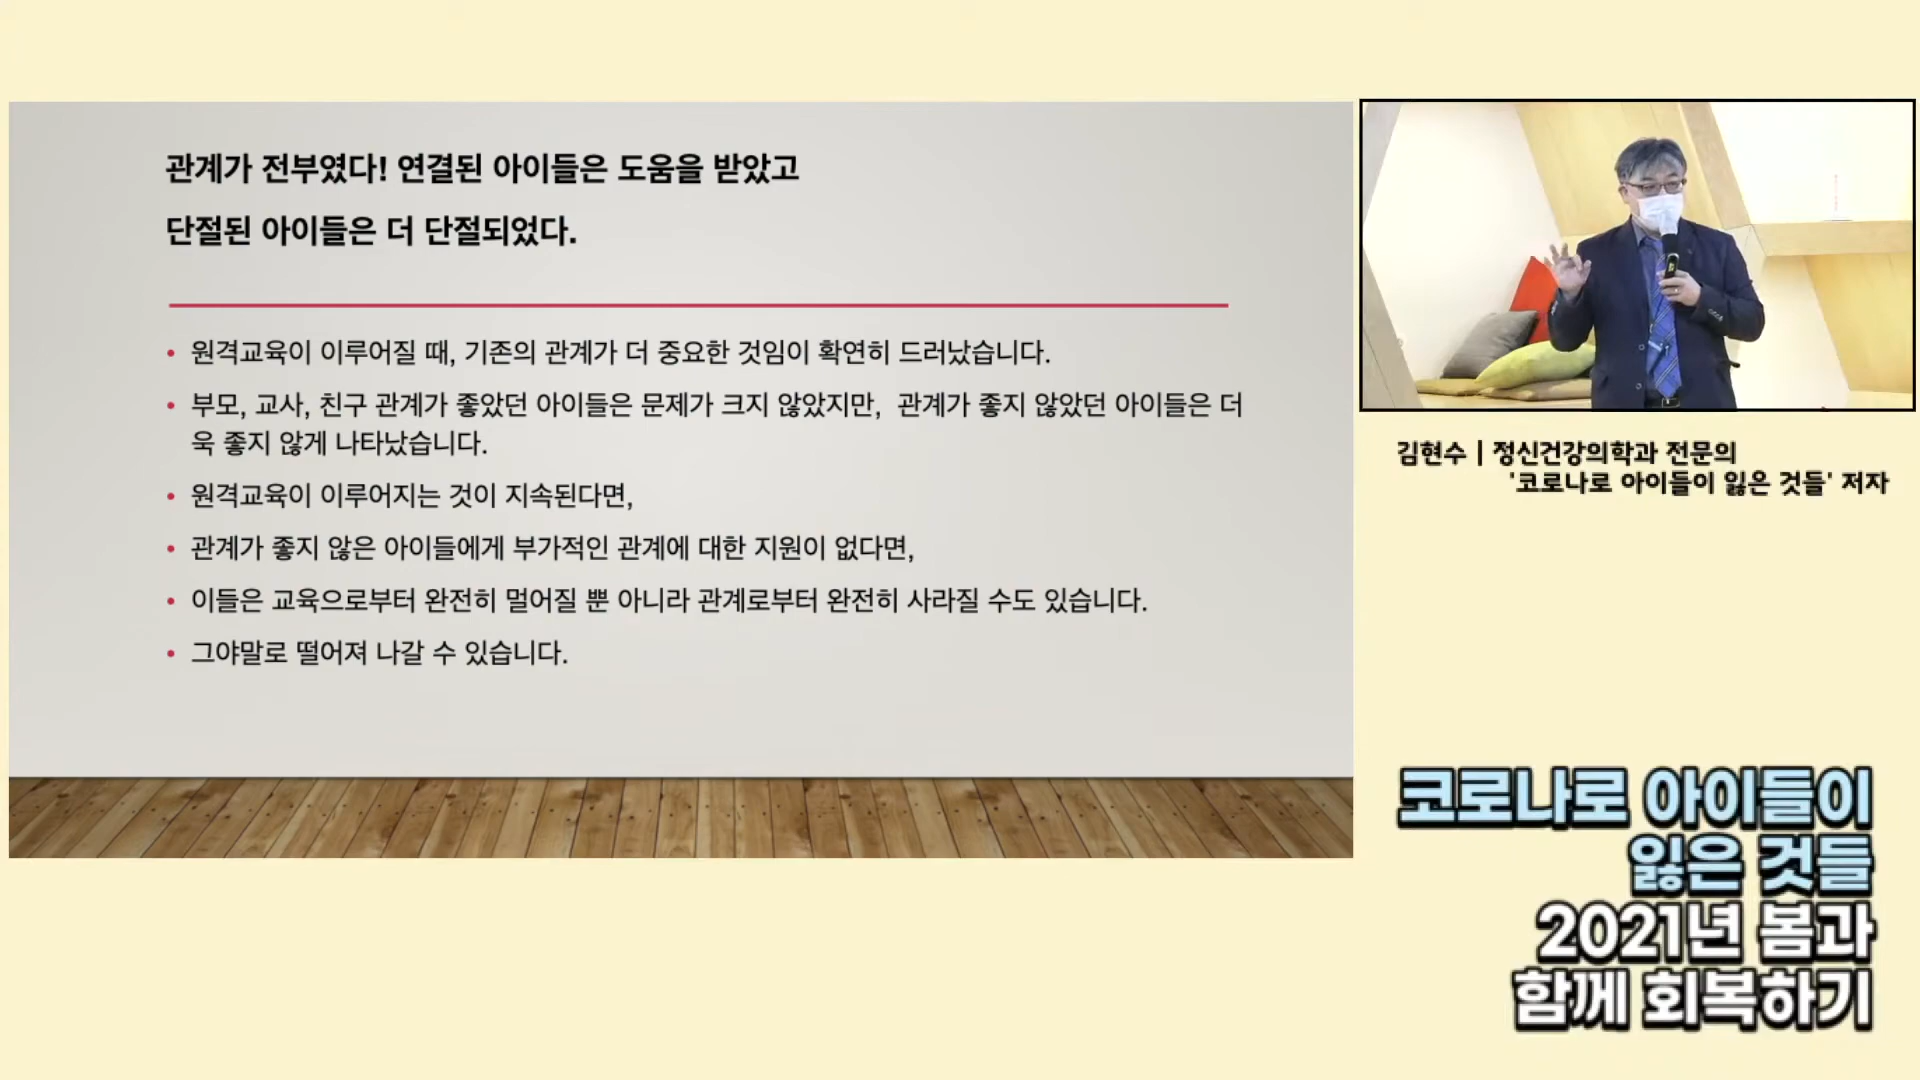 관계가 전부였다! 연결된 아이들은 도움을 받았고
단절된 아이들은 더 단절되었다.
• 원격교육이 이루어질 때, 기존의 관계가 더 중요한 것임이 확연히 드러났습니다.
• 부모, 교사, 친구 관계가 좋았던 아이들은 문제가 크지 않았지만, 관계가 좋지 않았던 아이들은 더
욱 좋지 않게 나타났습니다.
• 원격교육이 이루어지는 것이 지속된다면,
• 관계가 좋지 않은 아이들에게 부가적인 관계에 대한 지원이 없다면,
• 이들은 교육으로부터 완전히 멀어질 뿐 아니라 관계로부터 완전히 사라질 수도 있습니다.
• 그야말로 떨어져 나갈 수 있습니다.
김현수 | 정신건강의학과 전문의
'코로나로 아이들이 잃은 것들' 저자
코로나로 아이들이
잃은 것들
2021년 봄과
함께 회복하기